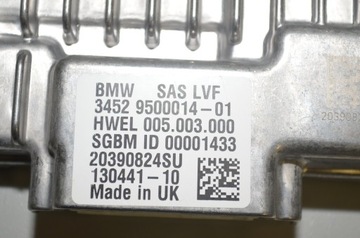 BMW SAS LVF
3452 9500014-01
HWEL 005.003.000
SGBM ID 00001433
20390824SU
130441-10
Made in UK